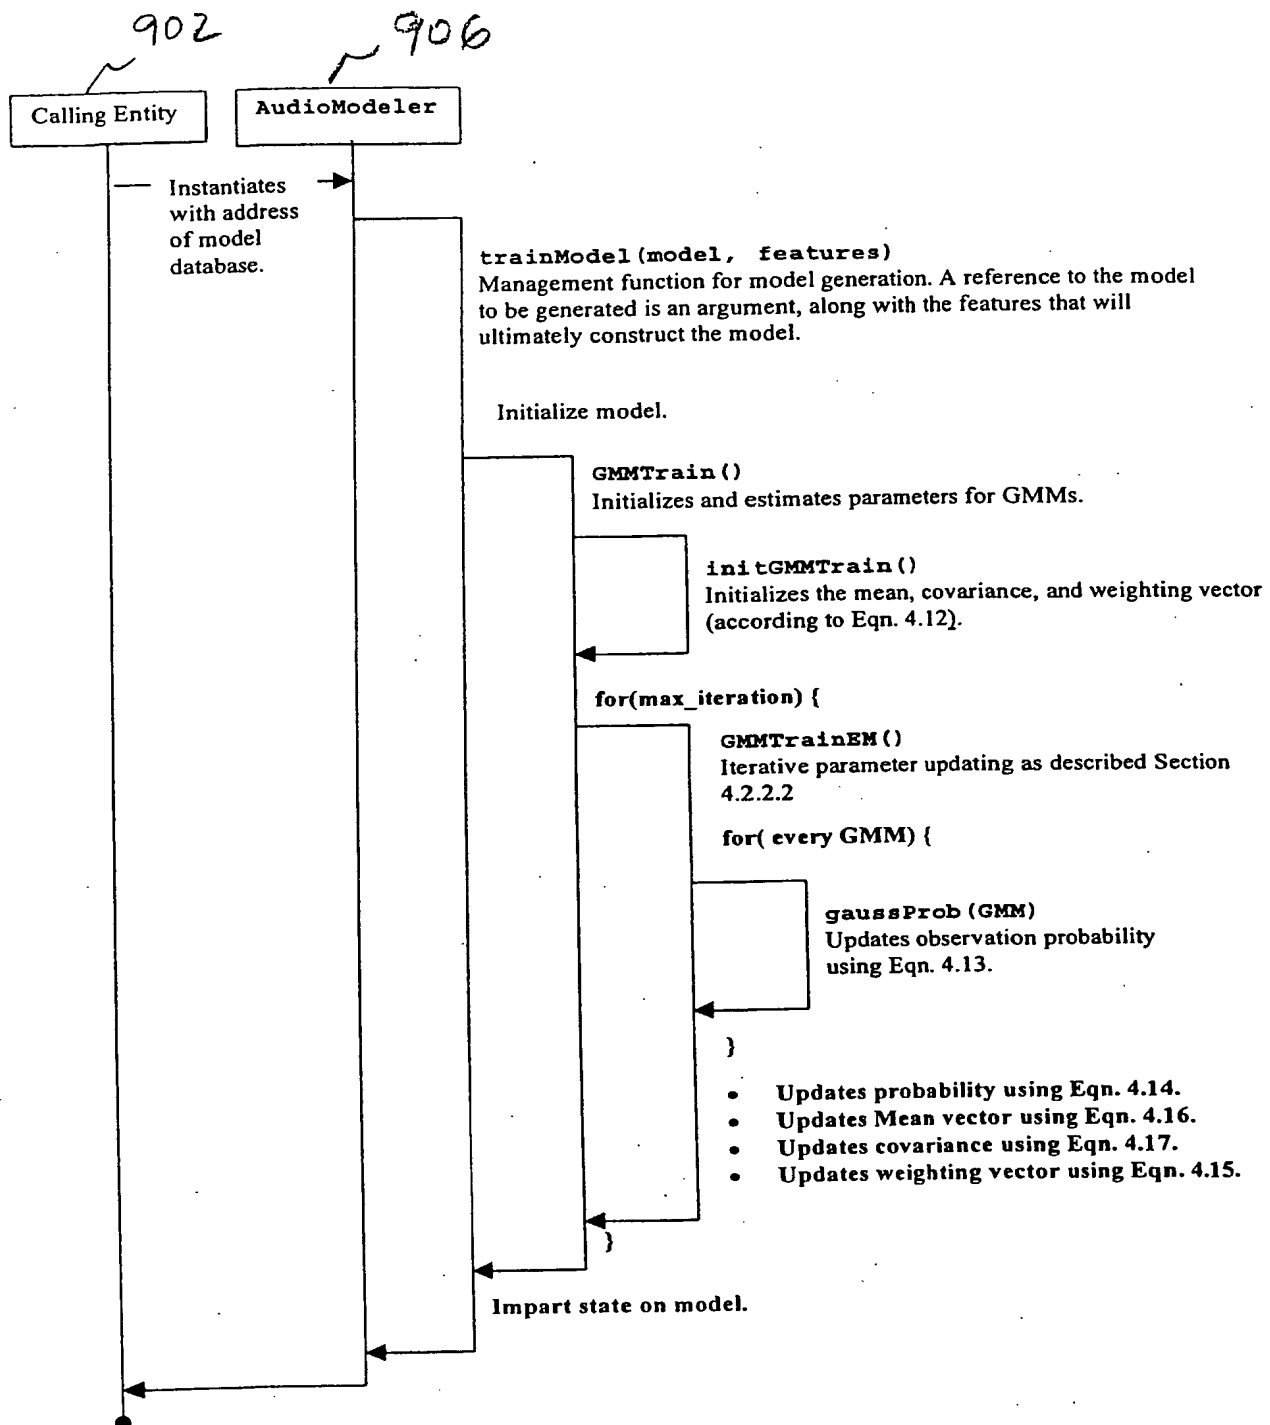 902
906
Calling Entity
AudioModeler
Instantiates
with address
of model
database.
trainModel(model, features)
Management function for model generation. A reference to the model
to be generated is an argument, along with the features that will
ultimately construct the model.
Initialize model.
GMMTrain()
Initializes and estimates parameters for GMMs.
initGMMTrain()
Initializes the mean, covariance, and weighting vector
(according to Eqn. 4.12).
for(max_iteration) {
GMMTrainEM()
Iterative parameter updating as described Section
4.2.2.2
for( every GMM) {
gaussProb(GMM)
Updates observation probability
using Eqn. 4.13.
}
• Updates probability using Eqn. 4.14.
• Updates Mean vector using Eqn. 4.16.
• Updates covariance using Eqn. 4.17.
• Updates weighting vector using Eqn. 4.15.
}
Impart state on model.